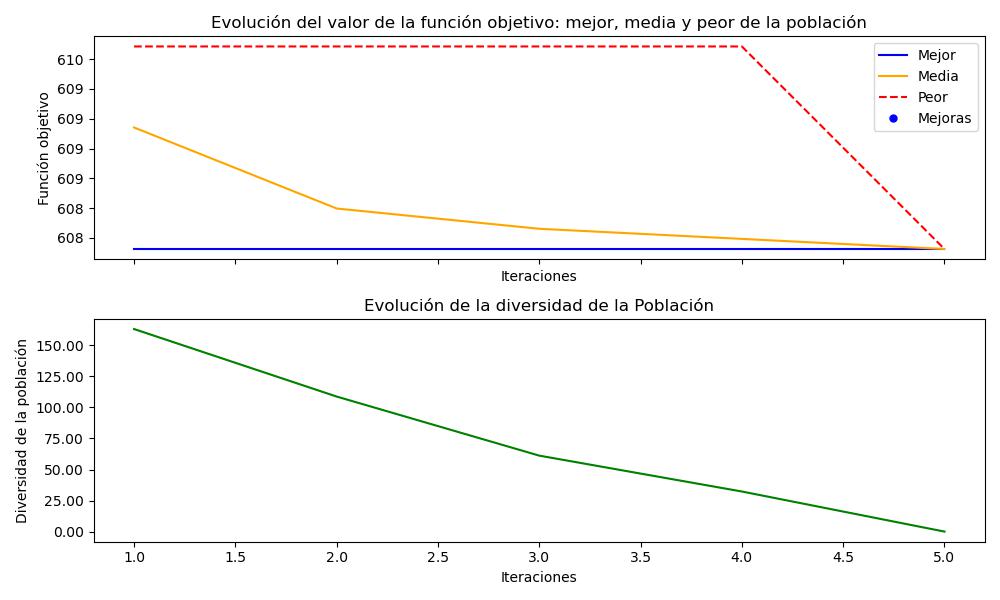 Evolución del valor de la función objetivo: mejor, media y peor de la población
Función objetivo
610
609
609
609
609
608
608
Mejor
Media
Peor
Mejoras
Iteraciones
Evolución de la diversidad de la Población
Diversidad de la población
150.00
125.00
100.00
75.00
50.00
25.00
0.00
1.0 1.5 2.0 2.5 3.0 3.5 4.0 4.5 5.0
Iteraciones